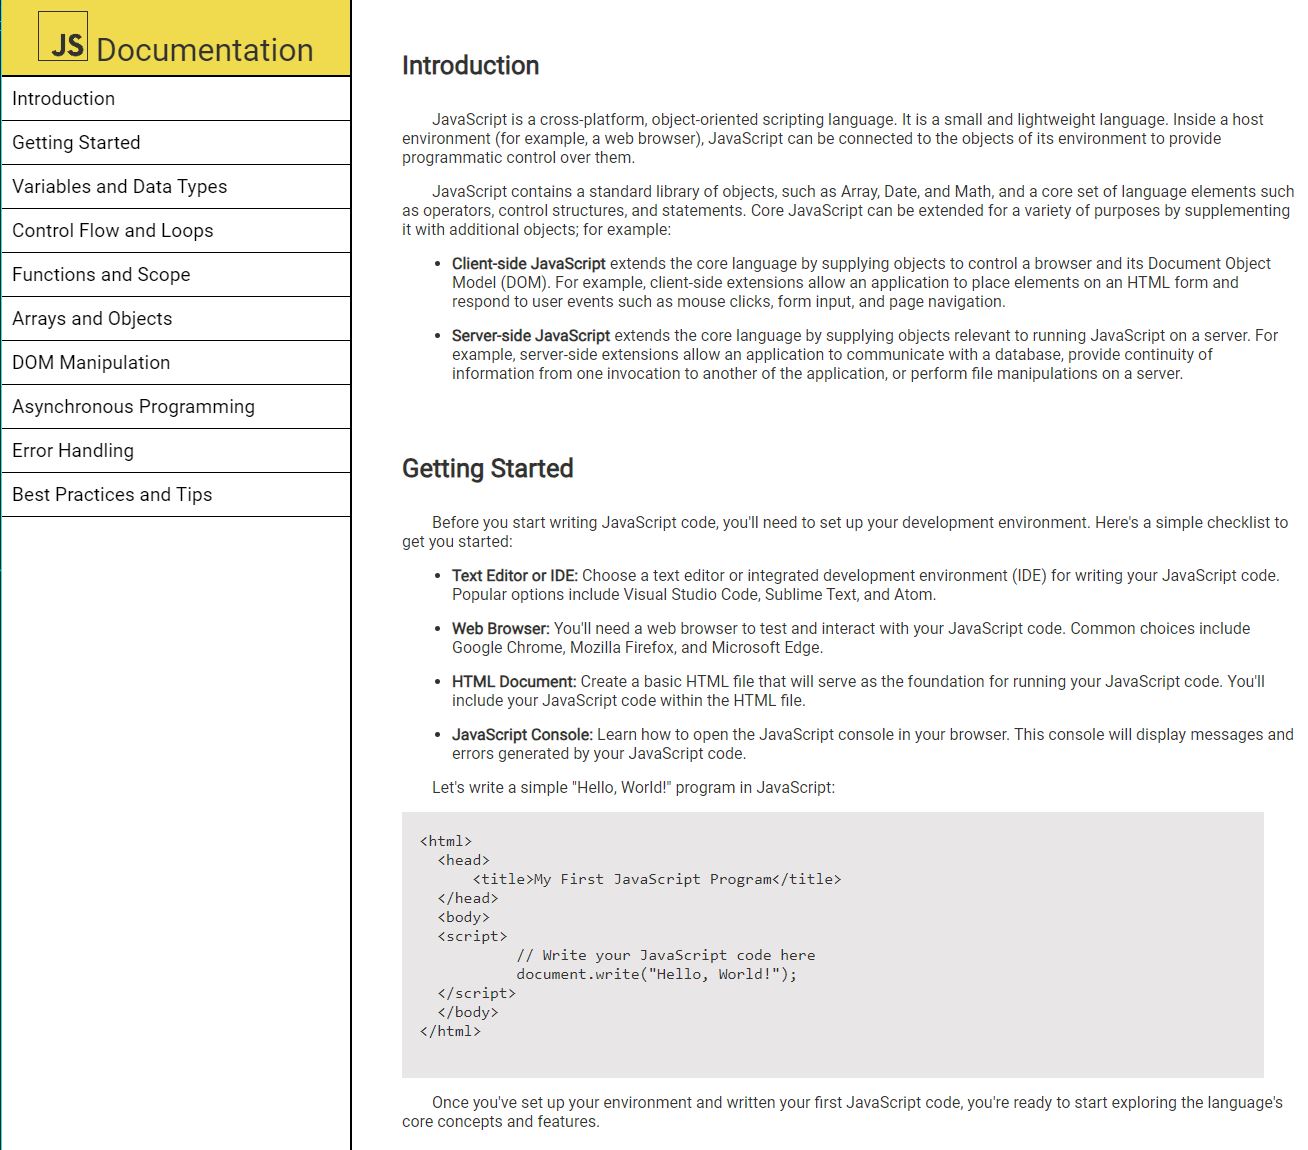 JS Documentation
Introduction
Getting Started
Variables and Data Types
Control Flow and Loops
Functions and Scope
Arrays and Objects
DOM Manipulation
Asynchronous Programming
Error Handling
Best Practices and Tips
Introduction
JavaScript is a cross-platform, object-oriented scripting language. It is a small and lightweight language. Inside a host
environment (for example, a web browser), JavaScript can be connected to the objects of its environment to provide
programmatic control over them.
JavaScript contains a standard library of objects, such as Array, Date, and Math, and a core set of language elements such
as operators, control structures, and statements. Core JavaScript can be extended for a variety of purposes by supplementing
it with additional objects; for example:
• Client-side JavaScript extends the core language by supplying objects to control a browser and its Document Object
Model (DOM). For example, client-side extensions allow an application to place elements on an HTML form and
respond to user events such as mouse clicks, form input, and page navigation.
• Server-side JavaScript extends the core language by supplying objects relevant to running JavaScript on a server. For
example, server-side extensions allow an application to communicate with a database, provide continuity of
information from one invocation to another of the application, or perform file manipulations on a server.
Getting Started
Before you start writing JavaScript code, you'll need to set up your development environment. Here's a simple checklist to
get you started:
• Text Editor or IDE: Choose a text editor or integrated development environment (IDE) for writing your JavaScript code.
Popular options include Visual Studio Code, Sublime Text, and Atom.
• Web Browser: You'll need a web browser to test and interact with your JavaScript code. Common choices include
Google Chrome, Mozilla Firefox, and Microsoft Edge.
• HTML Document: Create a basic HTML file that will serve as the foundation for running your JavaScript code. You'll
include your JavaScript code within the HTML file.
• JavaScript Console: Learn how to open the JavaScript console in your browser. This console will display messages and
errors generated by your JavaScript code.
Let's write a simple "Hello, World!" program in JavaScript:
<html>
<head>
<title>My First JavaScript Program</title>
</head>
<body>
<script>
// Write your JavaScript code here
document.write("Hello, World!");
</script>
</body>
</html>
Once you've set up your environment and written your first JavaScript code, you're ready to start exploring the language's
core concepts and features.